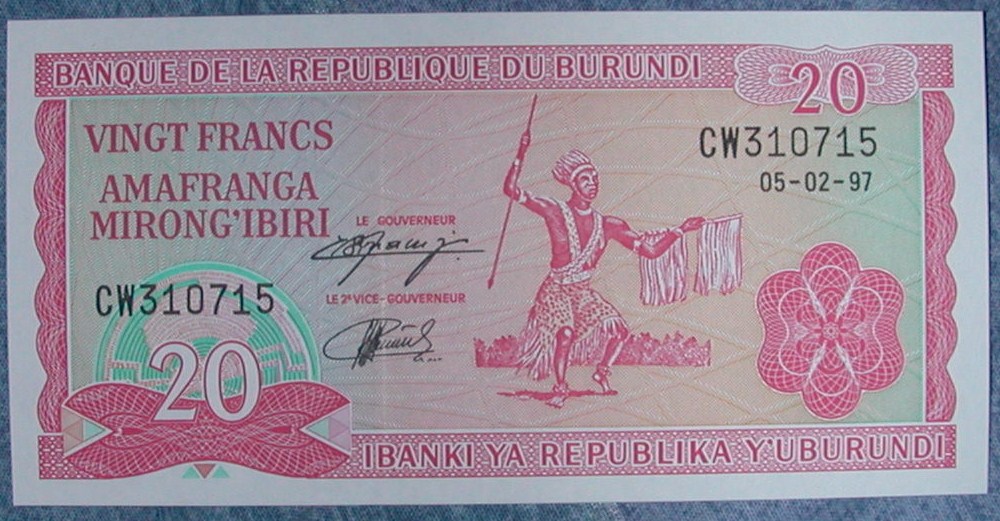 BANQUE DE LA REPUBLIQUE DU BURUNDI
20
VINGT FRANCS
CW310715
05-02-97
AMAFRANGA
MIRONG'IBIRI
LE GOUVERNEUR
CW310715
LE 2ᵉ VICE-GOUVERNEUR
20
IBANKI YA REPUBLIKA Y'UBURUNDI